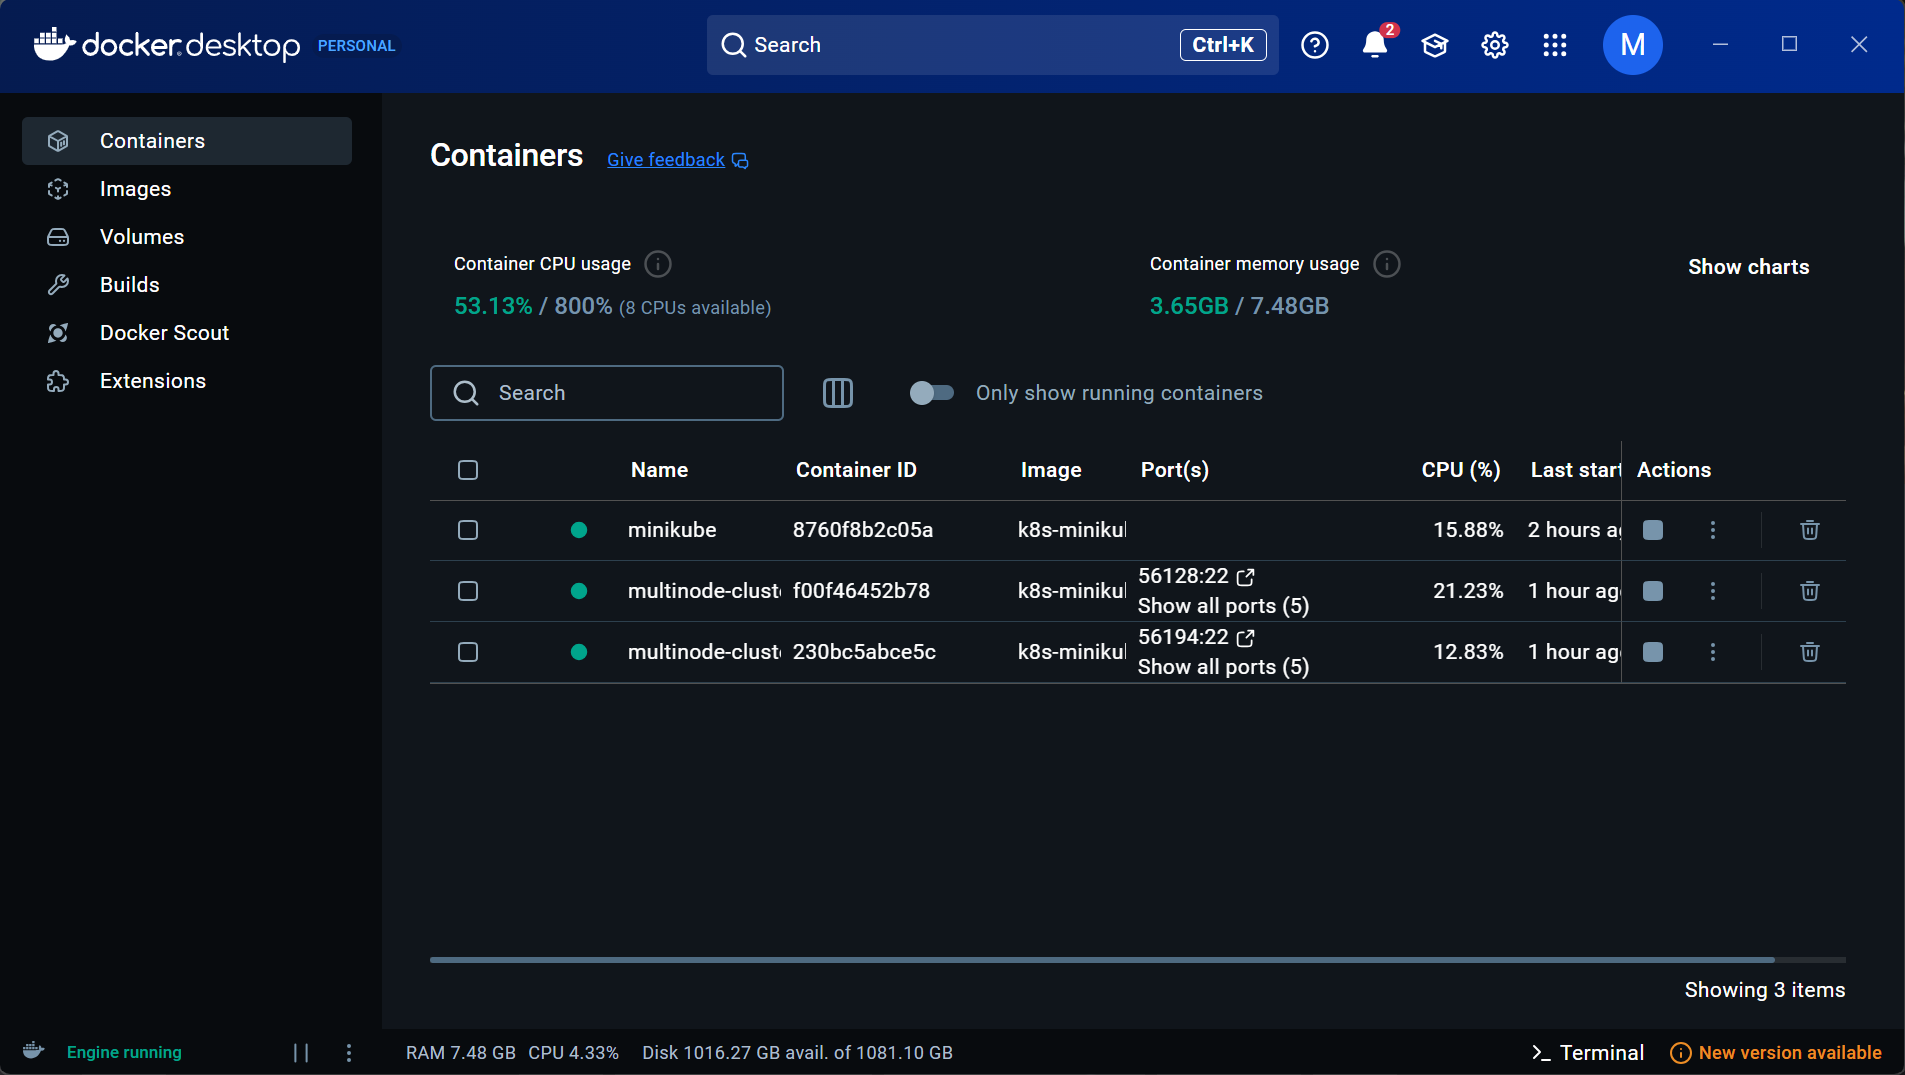 docker.desktop PERSONAL
Search Ctrl+K
2
M
Containers
Images
Volumes
Builds
Docker Scout
Extensions
Containers Give feedback
Container CPU usage
53.13% / 800% (8 CPUs available)
Container memory usage
3.65GB / 7.48GB
Show charts
Search
Only show running containers
Name Container ID Image Port(s) CPU (%) Last start Actions
minikube 8760f8b2c05a k8s-minikul 15.88% 2 hours ag
multinode-cluste f00f46452b78 k8s-minikul 56128:22 21.23% 1 hour ago
Show all ports (5)
multinode-cluste 230bc5abce5c k8s-minikul 56194:22 12.83% 1 hour ago
Show all ports (5)
Showing 3 items
Engine running
RAM 7.48 GB CPU 4.33% Disk 1016.27 GB avail. of 1081.10 GB
>_ Terminal
New version available